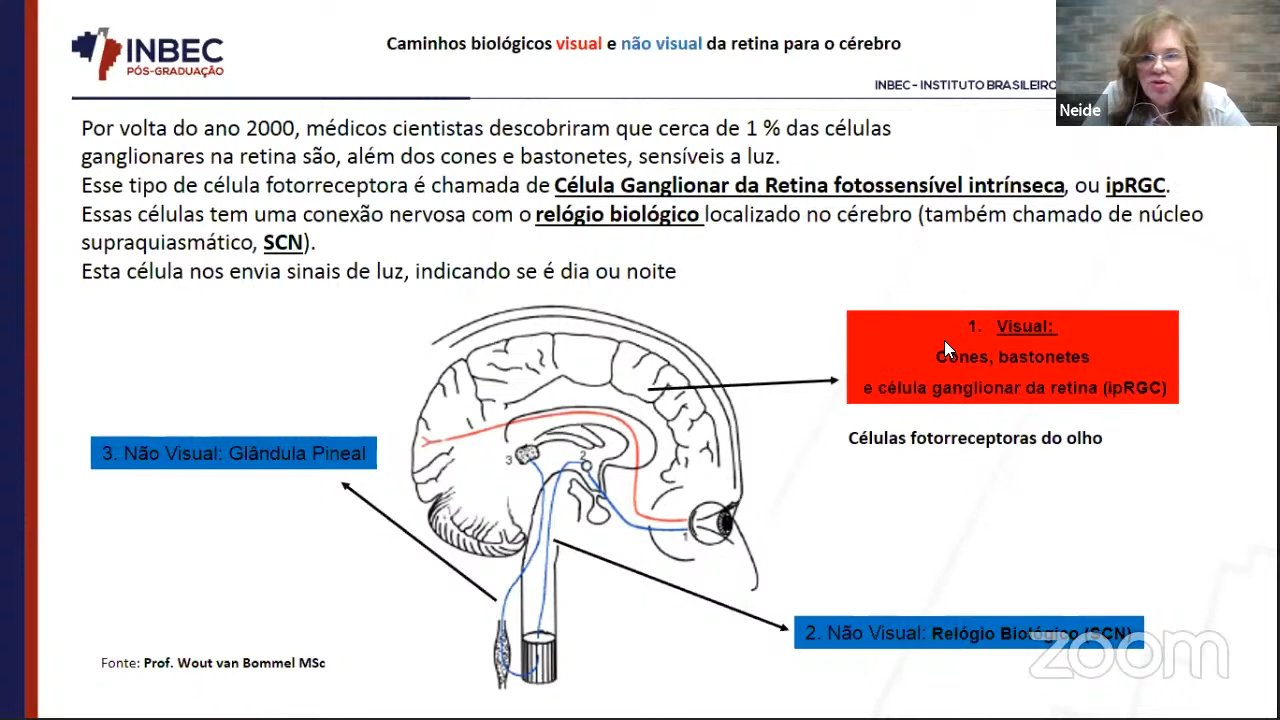 INBEC
PÓS-GRADUAÇÃO
Caminhos biológicos visual e não visual da retina para o cérebro
INBEC - INSTITUTO BRASILEIRO
Neide
Por volta do ano 2000, médicos cientistas descobriram que cerca de 1 % das células
ganglionares na retina são, além dos cones e bastonetes, sensíveis a luz.
Esse tipo de célula fotorreceptora é chamada de Célula Ganglionar da Retina fotossensível intrínseca, ou ipRGC.
Essas células tem uma conexão nervosa com o relógio biológico localizado no cérebro (também chamado de núcleo
supraquiasmático, SCN).
Esta célula nos envia sinais de luz, indicando se é dia ou noite
1. Visual:
Cones, bastonetes
e célula ganglionar da retina (ipRGC)
Células fotorreceptoras do olho
3. Não Visual: Glândula Pineal
3
2
1
2. Não Visual: Relógio Biológico (SCN)
zoom
Fonte: Prof. Wout van Bommel MSc